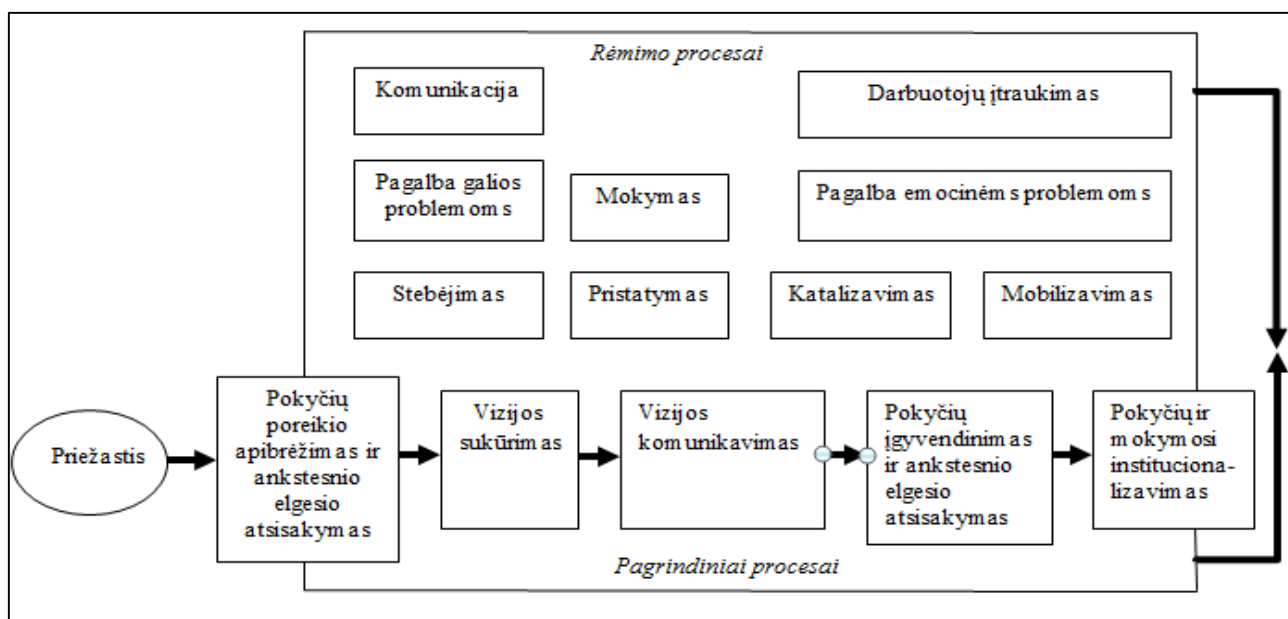 Rėmimo procesai
Komunikacija
Darbuotojų įtraukimas
Pagalba galios
problemoms
Mokymas
Pagalba emocinėms problemoms
Stebėjimas
Pristatymas
Katalizavimas
Mobilizavimas
Priežastis
Pokyčių
poreikio
apibrėžimas ir
ankstesnio
elgesio
atsisakymas
Vizijos
sukūrimas
Vizijos
komunikavimas
Pokyčių
įgyvendinimas
ir ankstesnio
elgesio
atsisakymas
Pokyčių ir
mokymosi
instituciona-
lizavimas
Pagrindiniai procesai